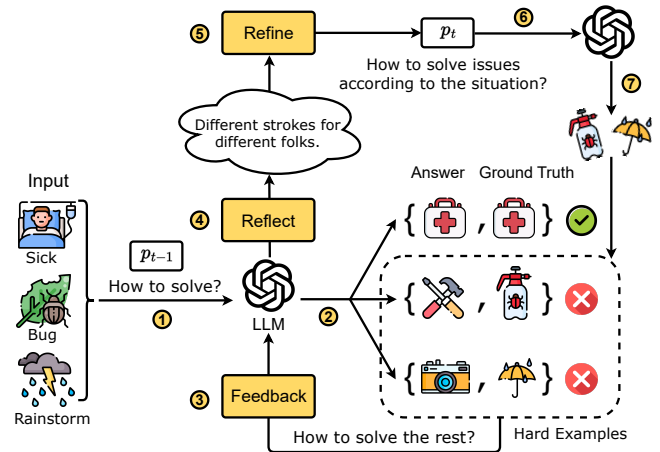 ⑤
Refine
p_t
⑥
How to solve issues
according to the situation?
⑦
Different strokes for
different folks.
Input
Answer
Ground Truth
④
Reflect
{ , }
Sick
p_{t-1}
How to solve?
①
LLM
②
{ , }
Bug
③
Feedback
{ , }
Rainstorm
How to solve the rest?
Hard Examples